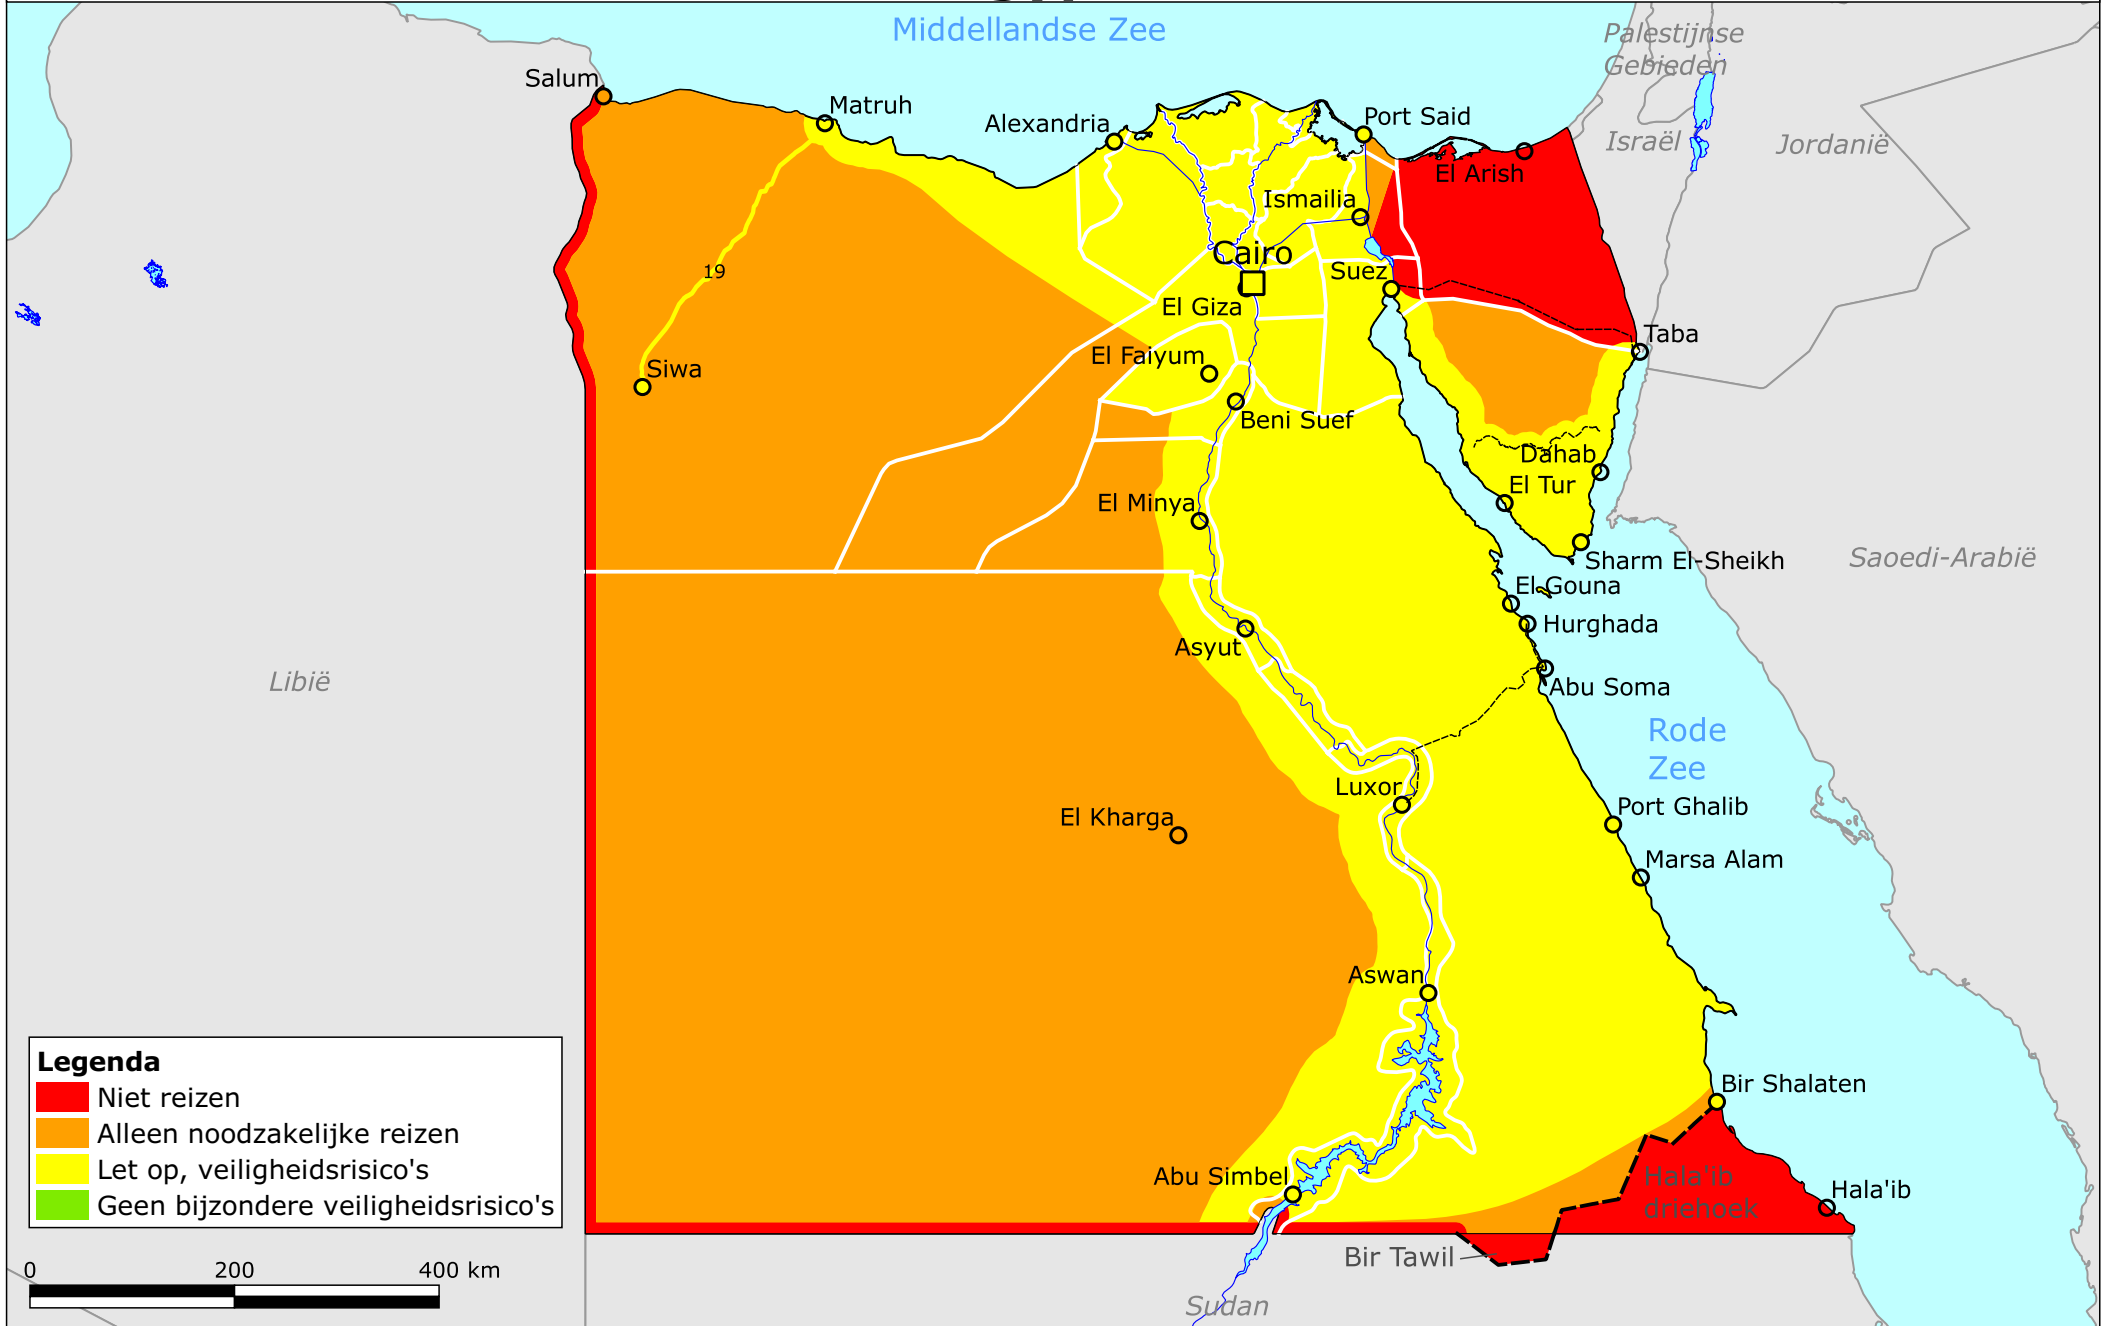 Middellandse Zee
Palestijnse
Gebieden
Salum
Matruh
Alexandria
Port Said
Israël
Jordanië
El Arish
Ismailia
Cairo
Suez
19
El Giza
Taba
El Faiyum
Siwa
Beni Suef
Dahab
El Tur
El Minya
Sharm El-Sheikh
Saoedi-Arabië
El Gouna
Hurghada
Asyut
Libië
Abu Soma
Rode
Zee
Luxor
Port Ghalib
El Kharga
Marsa Alam
Aswan
Bir Shalaten
Abu Simbel
Hala'ib
driehoek
Hala'ib
Bir Tawil
Sudan
Legenda
Niet reizen
Alleen noodzakelijke reizen
Let op, veiligheidsrisico's
Geen bijzondere veiligheidsrisico's
0 200 400 km